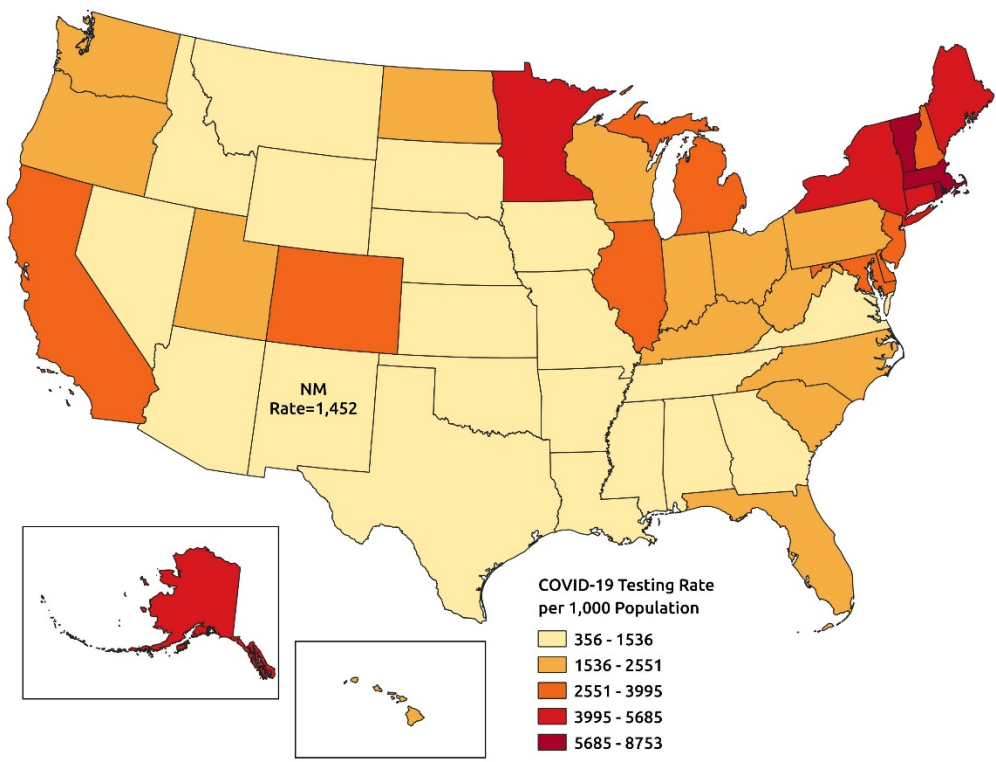 NM
Rate=1,452
COVID-19 Testing Rate
per 1,000 Population
356 - 1536
1536 - 2551
2551 - 3995
3995 - 5685
5685 - 8753